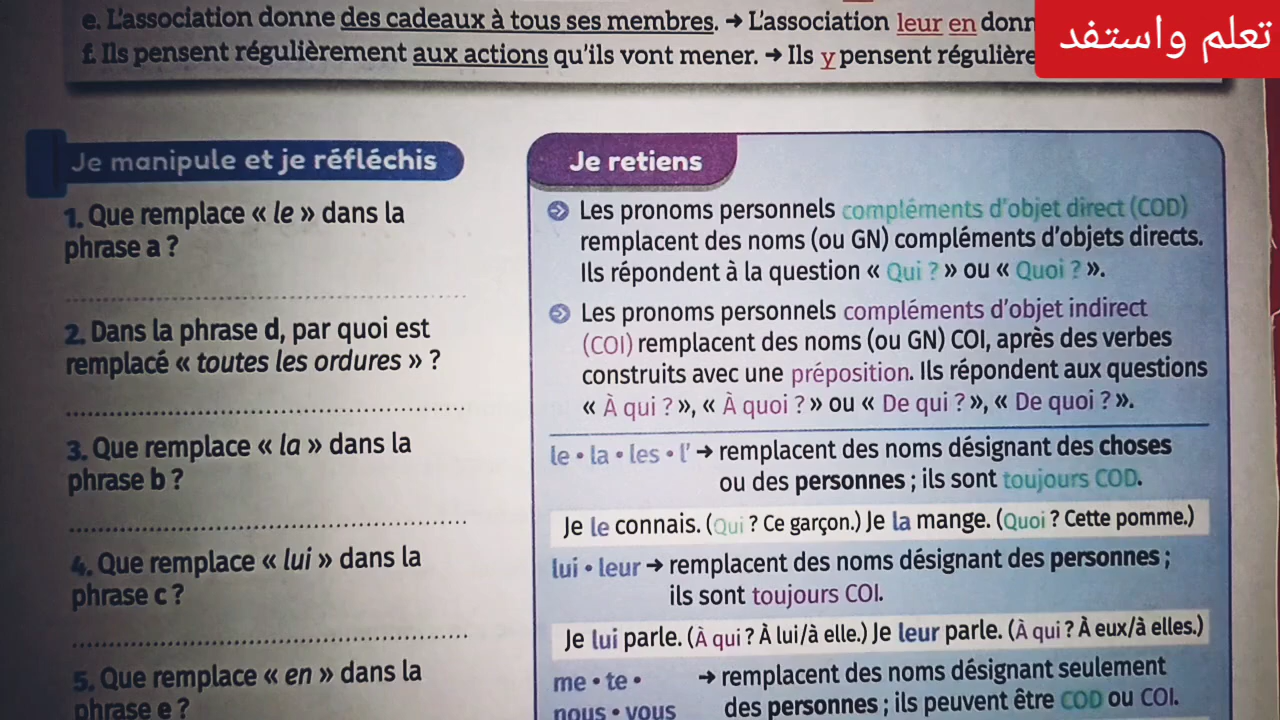 e. L'association donne des cadeaux à tous ses membres. → L'association leur en donn
f. Ils pensent régulièrement aux actions qu'ils vont mener. → Ils y pensent régulière
تعلم واستفد
Je manipule et je réfléchis
1. Que remplace « le » dans la
phrase a ?
2. Dans la phrase d, par quoi est
remplacé « toutes les ordures » ?
3. Que remplace « la » dans la
phrase b ?
4. Que remplace « lui » dans la
phrase c ?
5. Que remplace « en » dans la
phrase e ?
Je retiens
Les pronoms personnels compléments d'objet direct (COD)
remplacent des noms (ou GN) compléments d'objets directs.
Ils répondent à la question « Qui ? » ou « Quoi ? ».
Les pronoms personnels compléments d'objet indirect
(COI) remplacent des noms (ou GN) COI, après des verbes
construits avec une préposition. Ils répondent aux questions
« À qui ? », « À quoi ? » ou « De qui ? », « De quoi ? ».
le • la • les • l' → remplacent des noms désignant des choses
ou des personnes ; ils sont toujours COD.
Je le connais. (Qui ? Ce garçon.) Je la mange. (Quoi ? Cette pomme.)
lui • leur → remplacent des noms désignant des personnes ;
ils sont toujours COI.
Je lui parle. (À qui ? À lui/à elle.) Je leur parle. (À qui ? À eux/à elles.)
me • te • → remplacent des noms désignant seulement
nous • vous des personnes ; ils peuvent être COD ou COI.